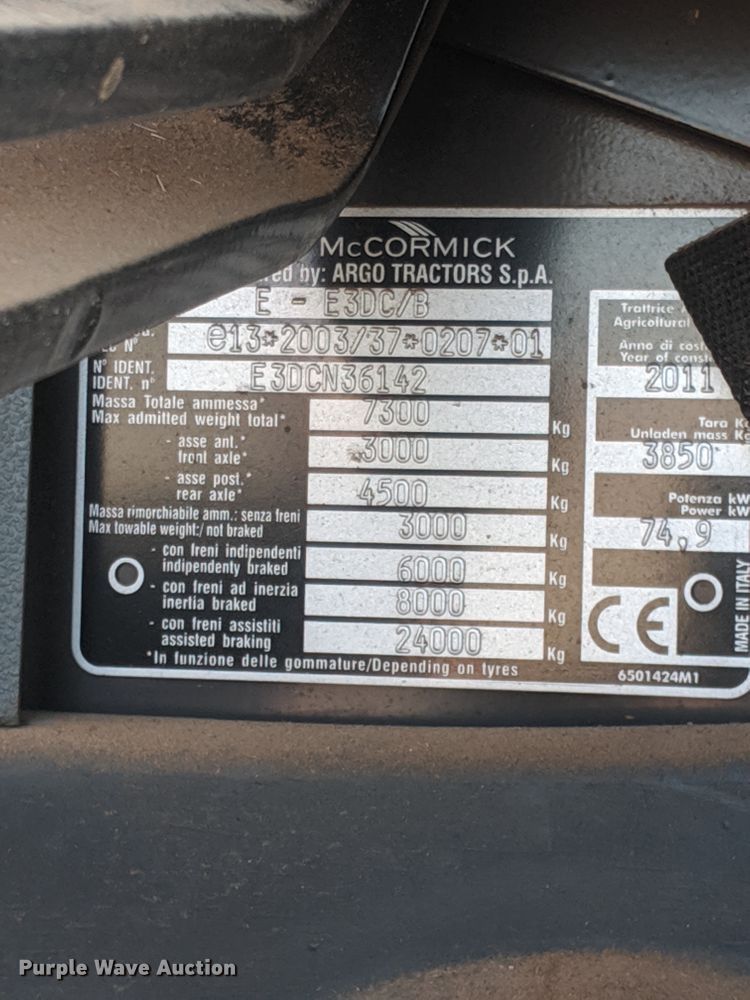 McCORMICK
by: ARGO TRACTORS S.p.A.
E - E3DC/B
e13*2003/37*0207*01
N° IDENT.
IDENT. n° E3DCN36142
Massa Totale ammessa*
Max admitted weight total* 7300 Kg
- asse ant.*
front axle* 3000 Kg
- asse post.*
rear axle* 4500 Kg
Massa rimorchiabile amm.: senza freni
Max towable weight:/ not braked 3000 Kg
- con freni indipendenti
independenty braked 6000 Kg
- con freni ad inerzia
inertia braked 8000 Kg
- con freni assistiti
assisted braking 24000 Kg
*In funzione delle gommature/Depending on tyres
Trattrice
Agricoltural
Anno di
Year of
2011
Tara Kg
Unladen mass Kg
3850
Potenza kW
Power kW
74,9
CE
MADE IN ITALY
6501424M1
Purple Wave Auction